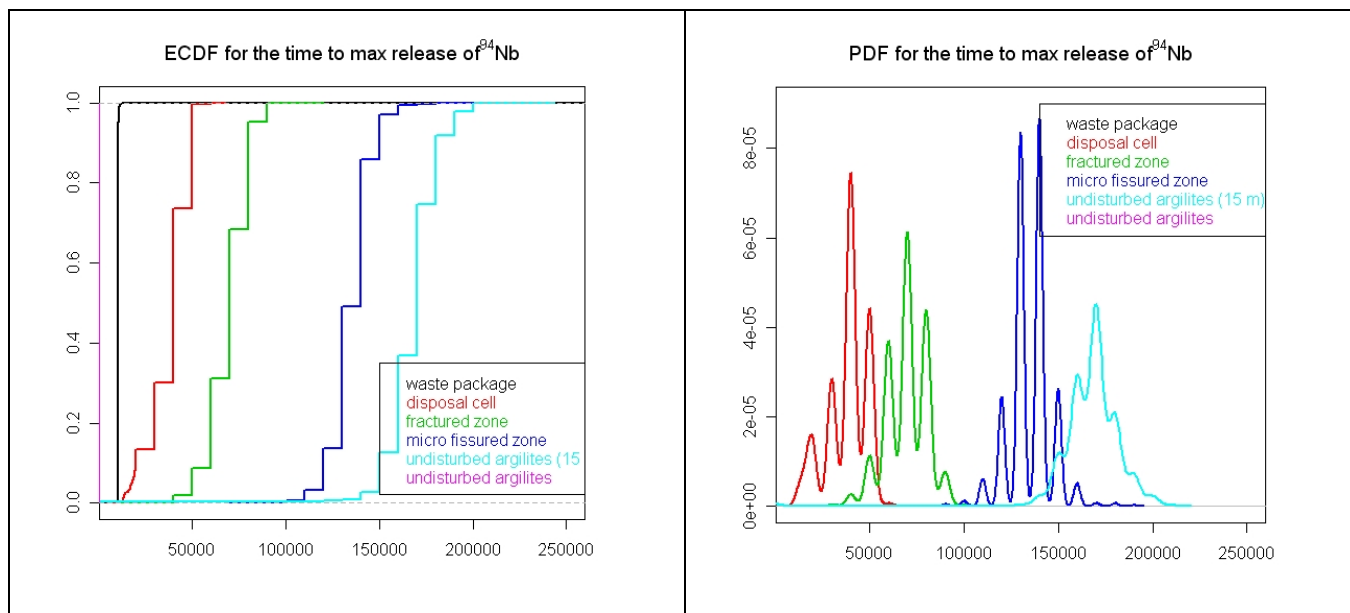 ECDF for the time to max release of ⁹⁴Nb
1.0
0.8
0.6
0.4
0.2
0.0
waste package
disposal cell
fractured zone
micro fissured zone
undisturbed argilites (15
undisturbed argilites
50000 100000 150000 200000 250000
PDF for the time to max release of ⁹⁴Nb
8e-05
6e-05
4e-05
2e-05
0e+00
waste package
disposal cell
fractured zone
micro fissured zone
undisturbed argilites (15 m)
undisturbed argilites
50000 100000 150000 200000 250000